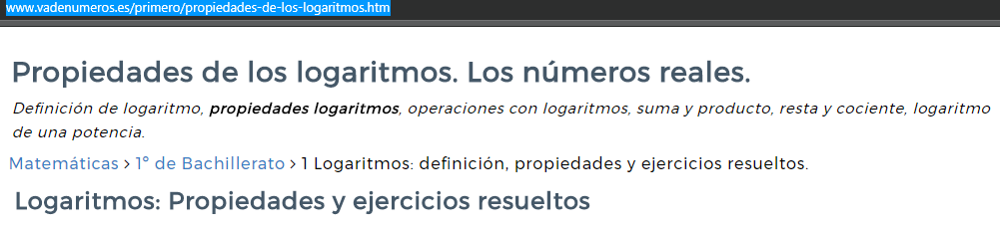 www.vadenumeros.es/primero/propiedades-de-los-logaritmos.htm
Propiedades de los logaritmos. Los números reales.
Definición de logaritmo, propiedades logaritmos, operaciones con logaritmos, suma y producto, resta y cociente, logaritmo
de una potencia.
Matemáticas > 1º de Bachillerato > 1 Logaritmos: definición, propiedades y ejercicios resueltos.
Logaritmos: Propiedades y ejercicios resueltos